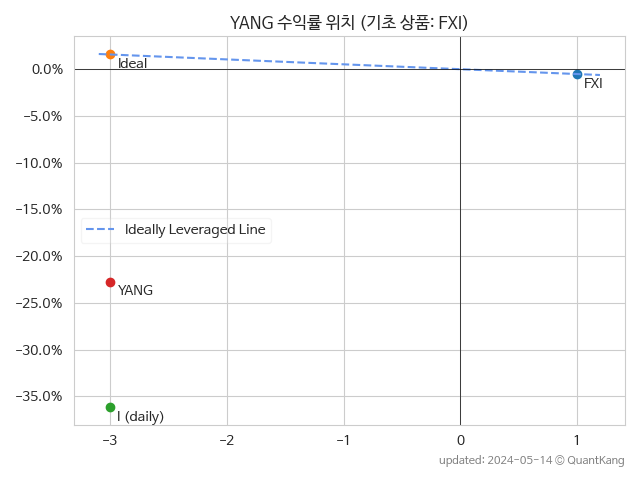 YANG 수익률 위치 (기초 상품: FXI)
Ideal
0.0%
FXI
−5.0%
−10.0%
−15.0%
Ideally Leveraged Line
−20.0%
YANG
−25.0%
−30.0%
−35.0%
I (daily)
−3
−2
−1
0
1
updated: 2024-05-14 © QuantKang